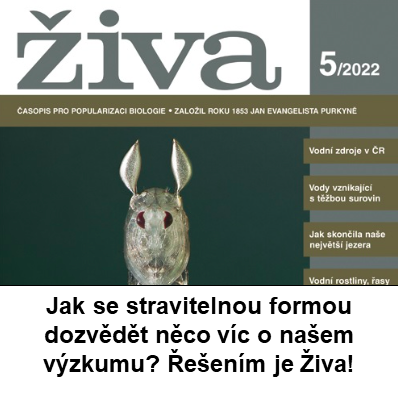 živa
5/2022
ČASOPIS PRO POPULARIZACI BIOLOGIE • ZALOŽIL ROKU 1853 JAN EVANGELISTA PURKYNĚ
Vodní zdroje v ČR
Vody vznikající
s těžbou surovin
Jak skončila naše
největší jezera
Vodní rostliny, řasy
Jak se stravitelnou formou
dozvědět něco víc o našem
výzkumu? Řešením je Živa!